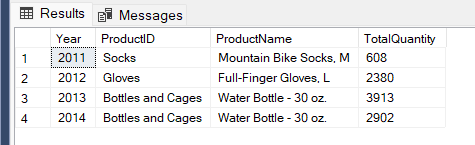 Results Messages
Year ProductID ProductName TotalQuantity
1 2011 Socks Mountain Bike Socks, M 608
2 2012 Gloves Full-Finger Gloves, L 2380
3 2013 Bottles and Cages Water Bottle - 30 oz. 3913
4 2014 Bottles and Cages Water Bottle - 30 oz. 2902